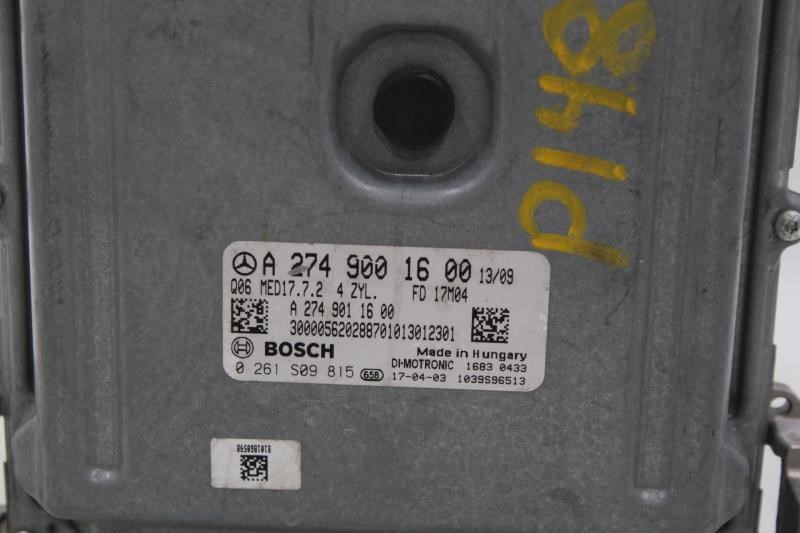 P148
A 274 900 16 00 13/09
Q06 MED17.7.2 4 ZYL. FD 17M04
A 274 901 16 00
300005620288701013012301
BOSCH Made in Hungary
DI-MOTRONIC 1683 0433
0 261 S09 815 658 17-04-03 1039S96513